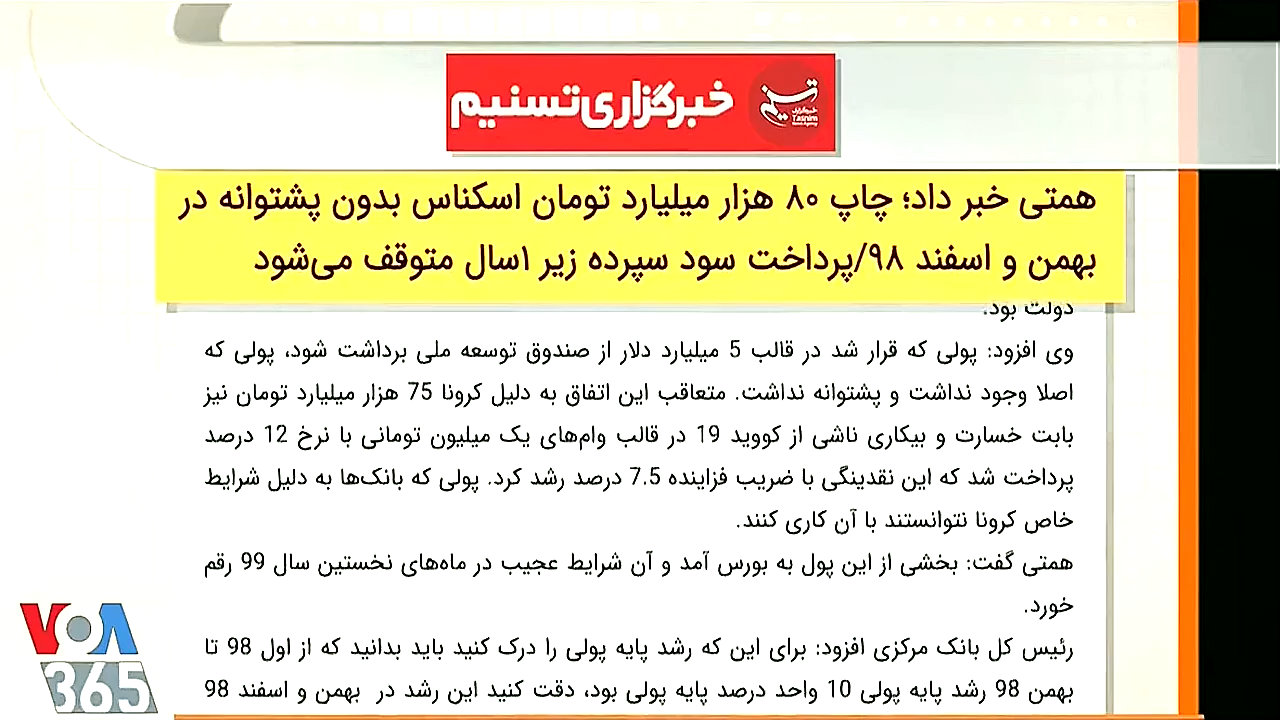 خبرگزاری تسنیم
تسنیم
خبرگزاری
Tasnim
News Agency
همتی خبر داد؛ چاپ ۸۰ هزار میلیارد تومان اسکناس بدون پشتوانه در
بهمن و اسفند ۹۸/پرداخت سود سپرده زیر ۱سال متوقف می‌شود
دولت بود.
وی افزود: پولی که قرار شد در قالب 5 میلیارد دلار از صندوق توسعه ملی برداشت شود، پولی که
اصلا وجود نداشت و پشتوانه نداشت. متعاقب این اتفاق به دلیل کرونا 75 هزار میلیارد تومان نیز
بابت خسارت و بیکاری ناشی از کووید 19 در قالب وام‌های یک میلیون تومانی با نرخ 12 درصد
پرداخت شد که این نقدینگی با ضریب فزاینده 7.5 درصد رشد کرد. پولی که بانک‌ها به دلیل شرایط
خاص کرونا نتوانستند با آن کاری کنند.
همتی گفت: بخشی از این پول به بورس آمد و آن شرایط عجیب در ماه‌های نخستین سال 99 رقم
خورد.
رئیس کل بانک مرکزی افزود: برای این که رشد پایه پولی را درک کنید باید بدانید که از اول 98 تا
بهمن 98 رشد پایه پولی 10 واحد درصد پایه پولی بود، دقت کنید این رشد در بهمن و اسفند 98
VOA
365